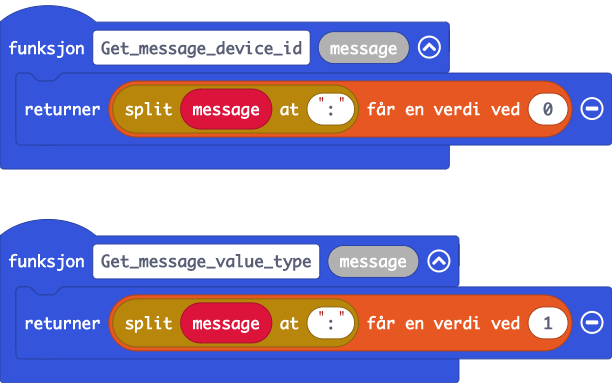 funksjon Get_message_device_id message
returner split message at ":" får en verdi ved 0
funksjon Get_message_value_type message
returner split message at ":" får en verdi ved 1